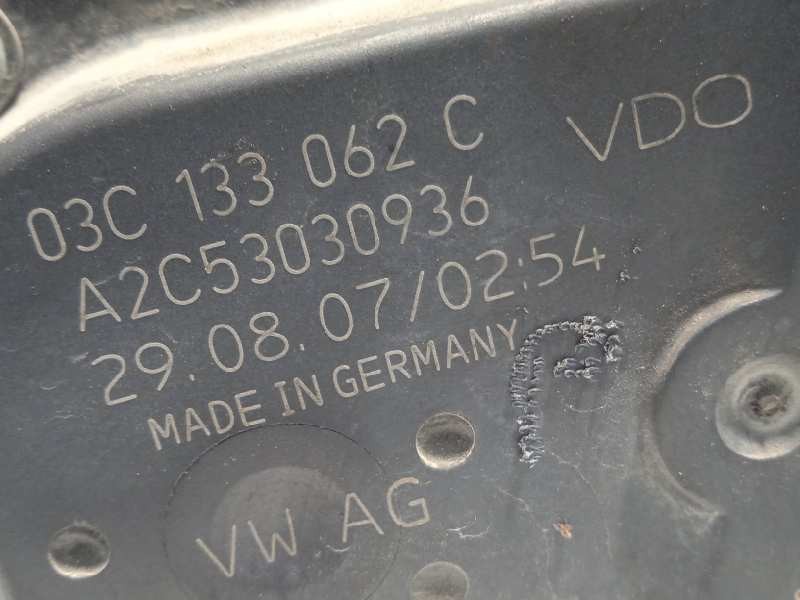 03C 133 062 C VDO
A2C53030936
29.08.07/02:54
MADE IN GERMANY
VW AG